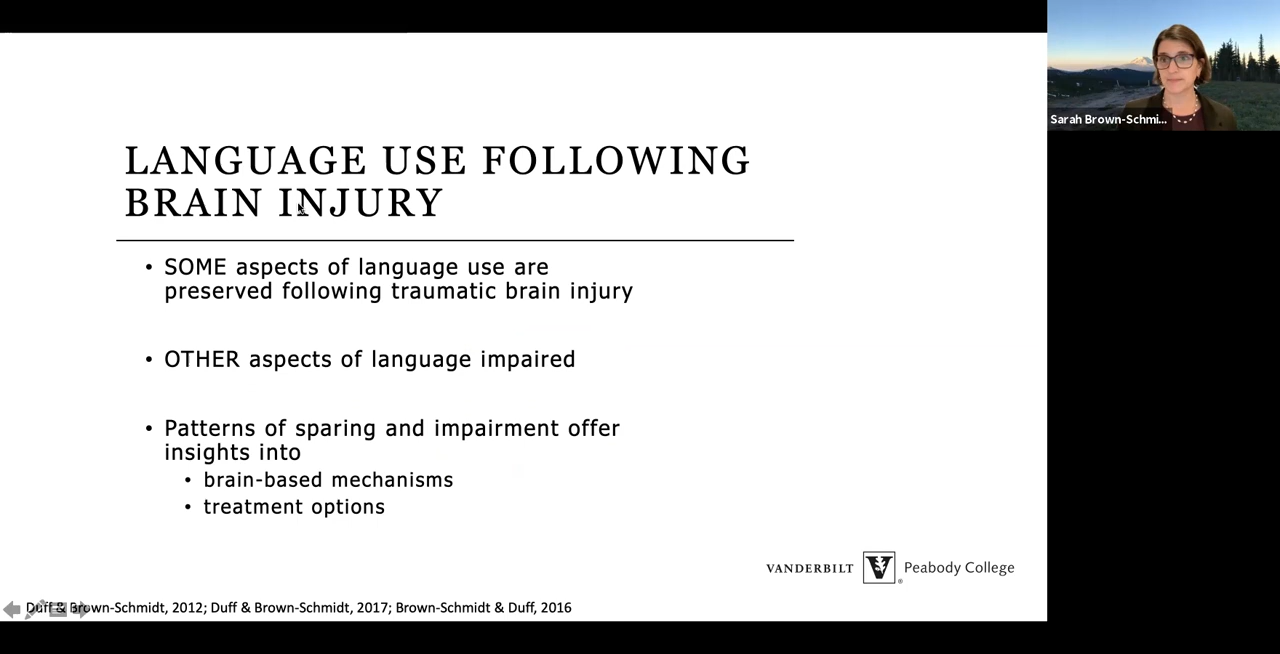 LANGUAGE USE FOLLOWING
BRAIN INJURY
• SOME aspects of language use are
preserved following traumatic brain injury
• OTHER aspects of language impaired
• Patterns of sparing and impairment offer
insights into
• brain-based mechanisms
• treatment options
VANDERBILT V® Peabody College
Duff & Brown-Schmidt, 2012; Duff & Brown-Schmidt, 2017; Brown-Schmidt & Duff, 2016
Sarah Brown-Schmi...